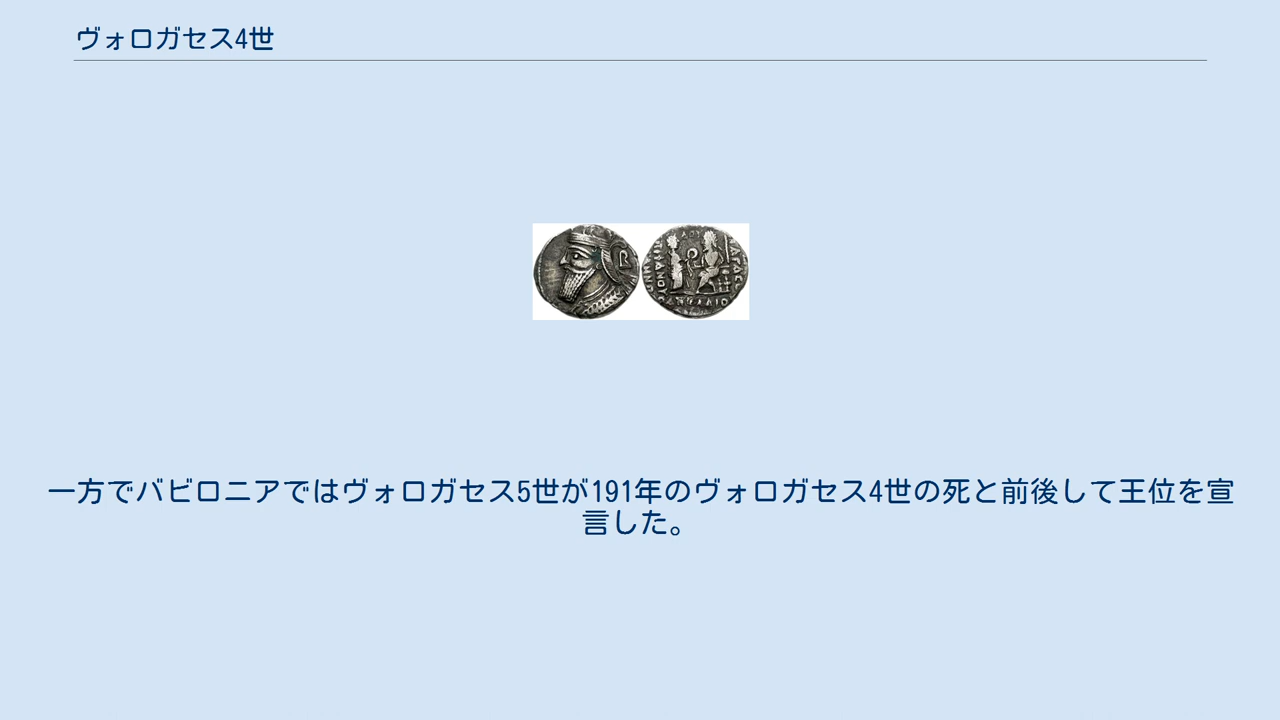 ヴォロガセス4世
一方でバビロニアではヴォロガセス5世が191年のヴォロガセス4世の死と前後して王位を宣
言した。